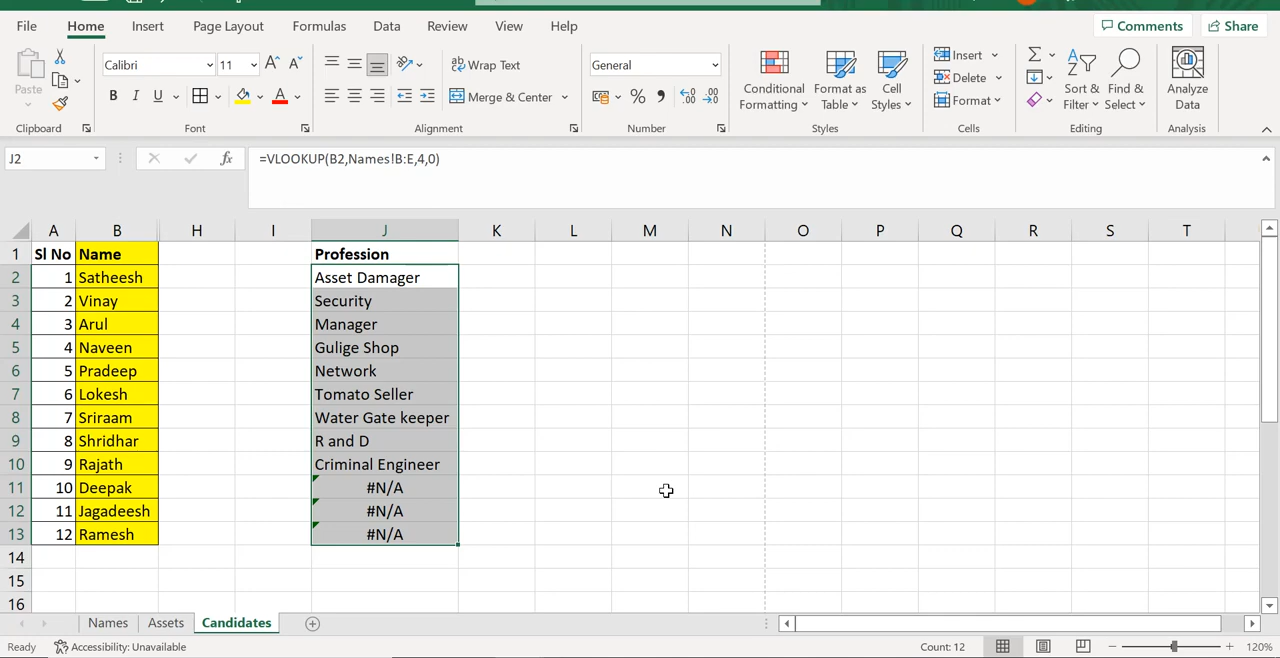 File Home Insert Page Layout Formulas Data Review View Help Comments Share
Calibri 11 Wrap Text General Insert
Paste Conditional Format as Cell Delete Sort & Find & Analyze
B I U A Merge & Center % Formatting Table Styles Format Filter Select Data
Clipboard Font Alignment Number Styles Cells Editing Analysis
J2 fx =VLOOKUP(B2,Names!B:E,4,0)
A B H I J K L M N O P Q R S T
1 Sl No Name Profession
2 1 Satheesh Asset Damager
3 2 Vinay Security
4 3 Arul Manager
5 4 Naveen Gulige Shop
6 5 Pradeep Network
7 6 Lokesh Tomato Seller
8 7 Sriraam Water Gate keeper
9 8 Shridhar R and D
10 9 Rajath Criminal Engineer
11 10 Deepak #N/A
12 11 Jagadeesh #N/A
13 12 Ramesh #N/A
14
15
16
Names Assets Candidates
Ready Accessibility: Unavailable Count: 12 120%